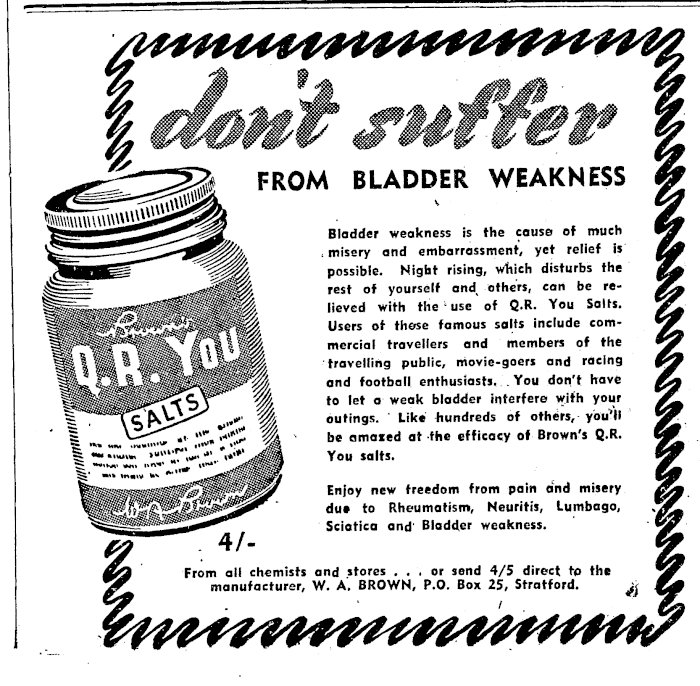 don't suffer
FROM BLADDER WEAKNESS
Bladder weakness is the cause of much
misery and embarrassment, yet relief is
possible. Night rising, which disturbs the
rest of yourself and others, can be re-
lieved with the use of Q.R. You Salts.
Users of these famous salts include com-
mercial travellers and members of the
travelling public, movie-goers and racing
and football enthusiasts. You don't have
to let a weak bladder interfere with your
outings. Like hundreds of others, you'll
be amazed at the efficacy of Brown's Q.R.
You salts.
Enjoy new freedom from pain and misery
due to Rheumatism, Neuritis, Lumbago,
Sciatica and Bladder weakness.
Brown's
Q.R. YOU
SALTS
W. A. Brown
4/-
From all chemists and stores . . . or send 4/5 direct to the
manufacturer, W. A. BROWN, P.O. Box 25, Stratford.